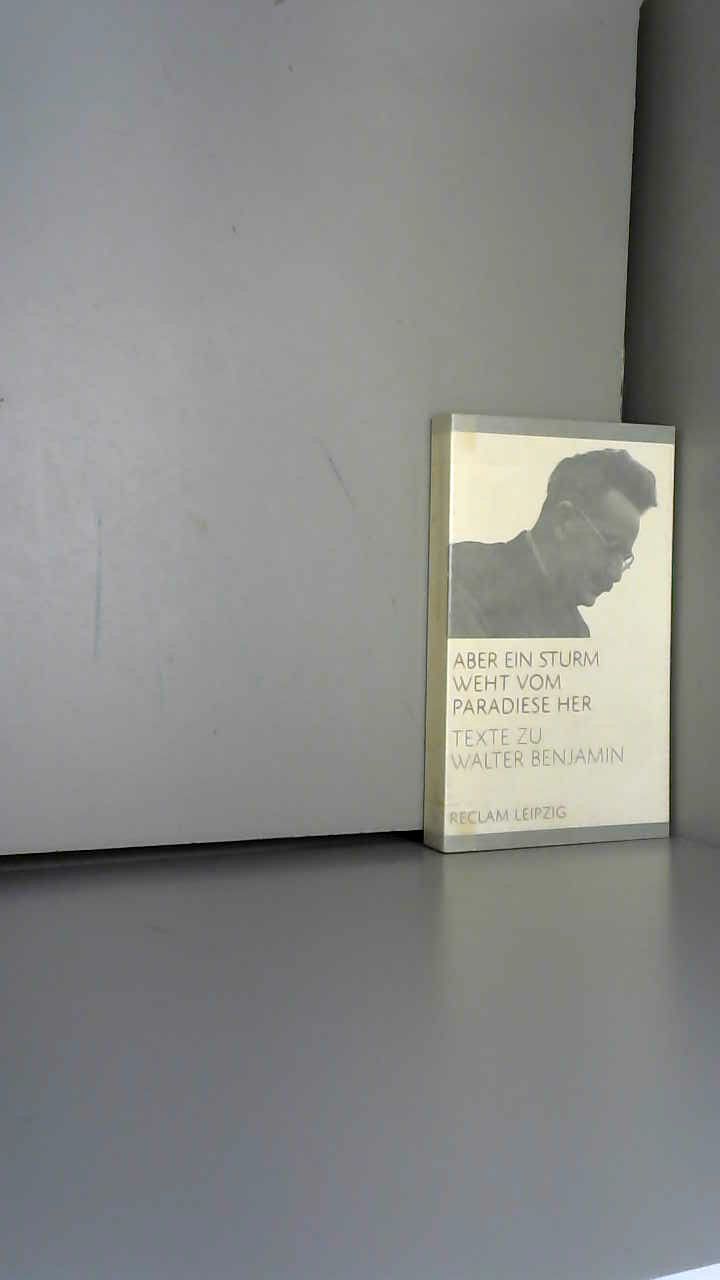 ABER EIN STURM
WEHT VOM
PARADIESE HER
TEXTE ZU
WALTER BENJAMIN
RECLAM LEIPZIG